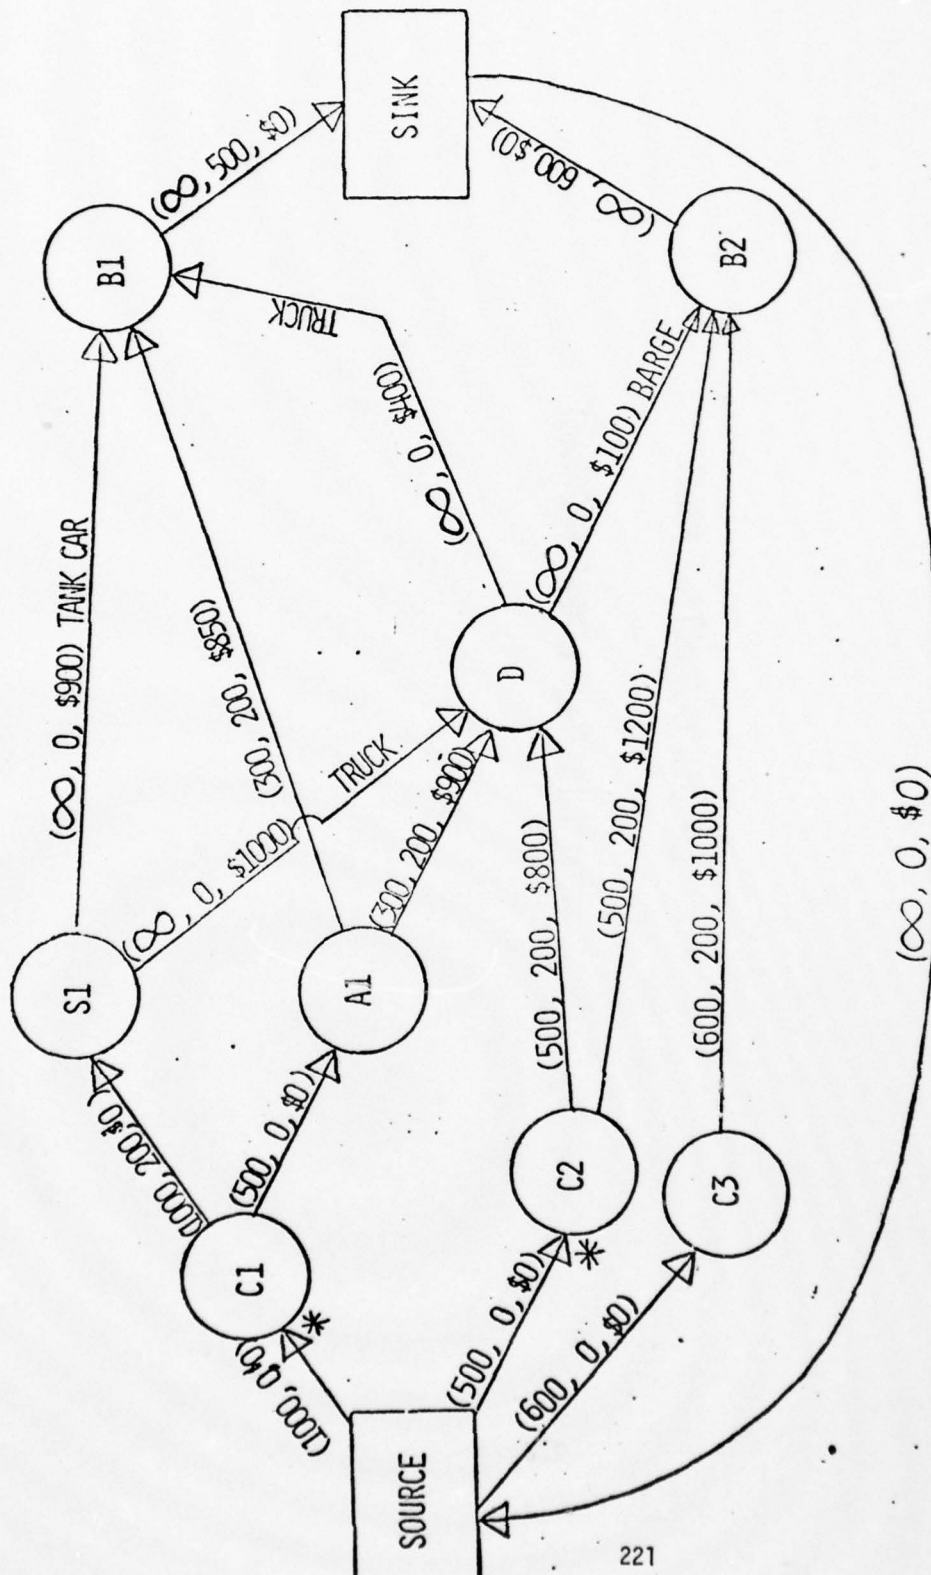 SOURCE
(1000, 0,$0)
*
(500, 0, $0)
*
(600, 0, $0)
C1
C2
C3
(1000, 200,$0)
(500, 0, $0)
S1
A1
(∞, 0, $900) TANK CAR
(∞, 0, $1000)
TRUCK
(300, 200, $850)
(300, 200, $900)
(500, 200, $800)
(500, 200, $1200)
(600, 200, $1000)
D
(∞, 0, $400)
TRUCK
(∞, 0, $100) BARGE
B1
B2
(∞, 500, $0)
(∞, 600,$0)
SINK
(∞, 0, $0)
221